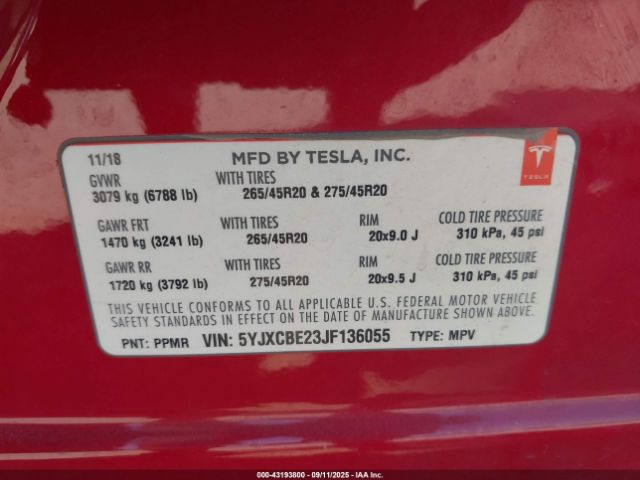 11/18 MFD BY TESLA, INC.
TESLA
GVWR WITH TIRES
3079 kg (6788 lb) 265/45R20 & 275/45R20
GAWR FRT WITH TIRES RIM COLD TIRE PRESSURE
1470 kg (3241 lb) 265/45R20 20x9.0 J 310 kPa, 45 psi
GAWR RR WITH TIRES RIM COLD TIRE PRESSURE
1720 kg (3792 lb) 275/45R20 20x9.5 J 310 kPa, 45 psi
THIS VEHICLE CONFORMS TO ALL APPLICABLE U.S. FEDERAL MOTOR VEHICLE
SAFETY STANDARDS IN EFFECT ON THE DATE OF MANUFACTURE SHOWN ABOVE.
PNT: PPMR VIN: 5YJXCBE23JF136055 TYPE: MPV
000-43193800 - 09/11/2025 - IAA Inc.